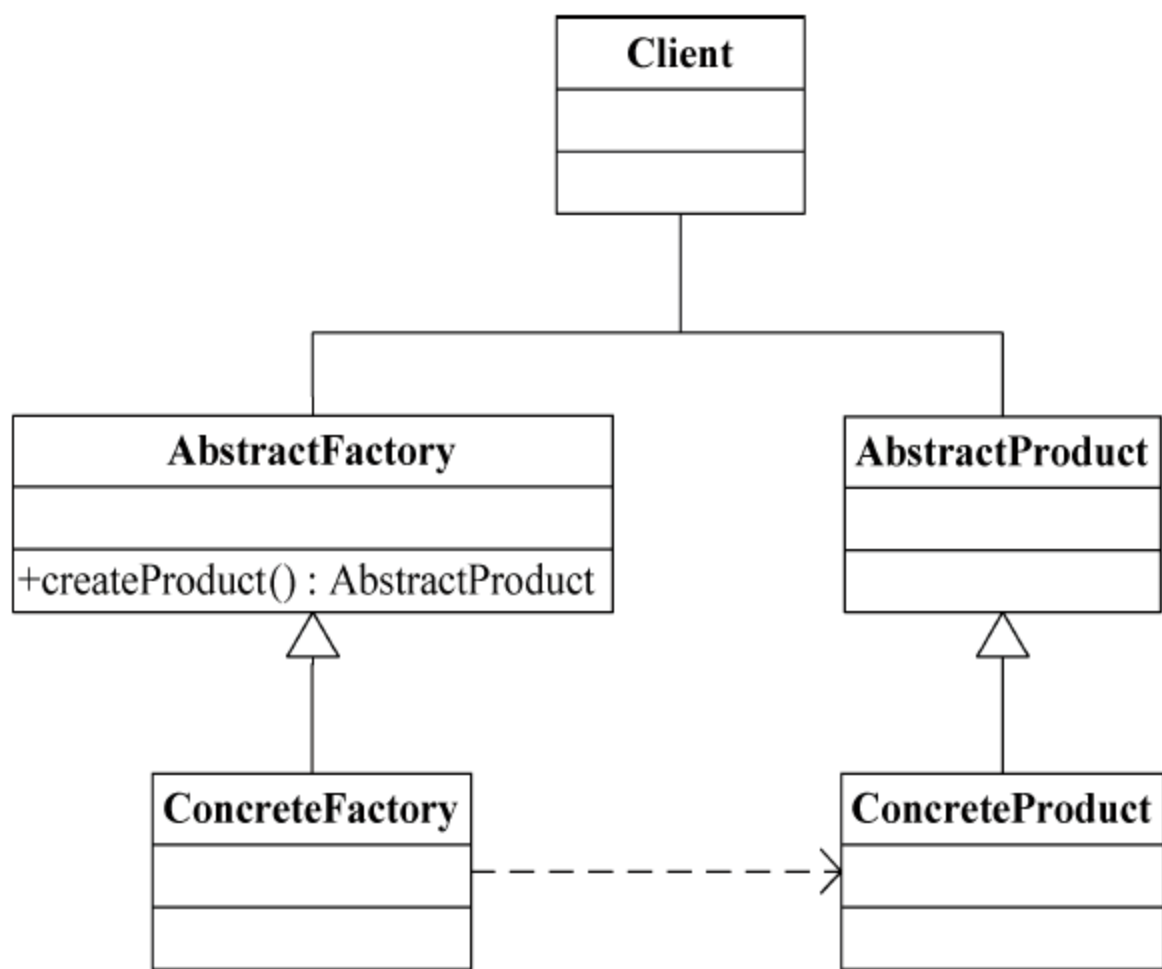 Client
AbstractFactory
AbstractProduct
+createProduct() : AbstractProduct
ConcreteFactory
ConcreteProduct